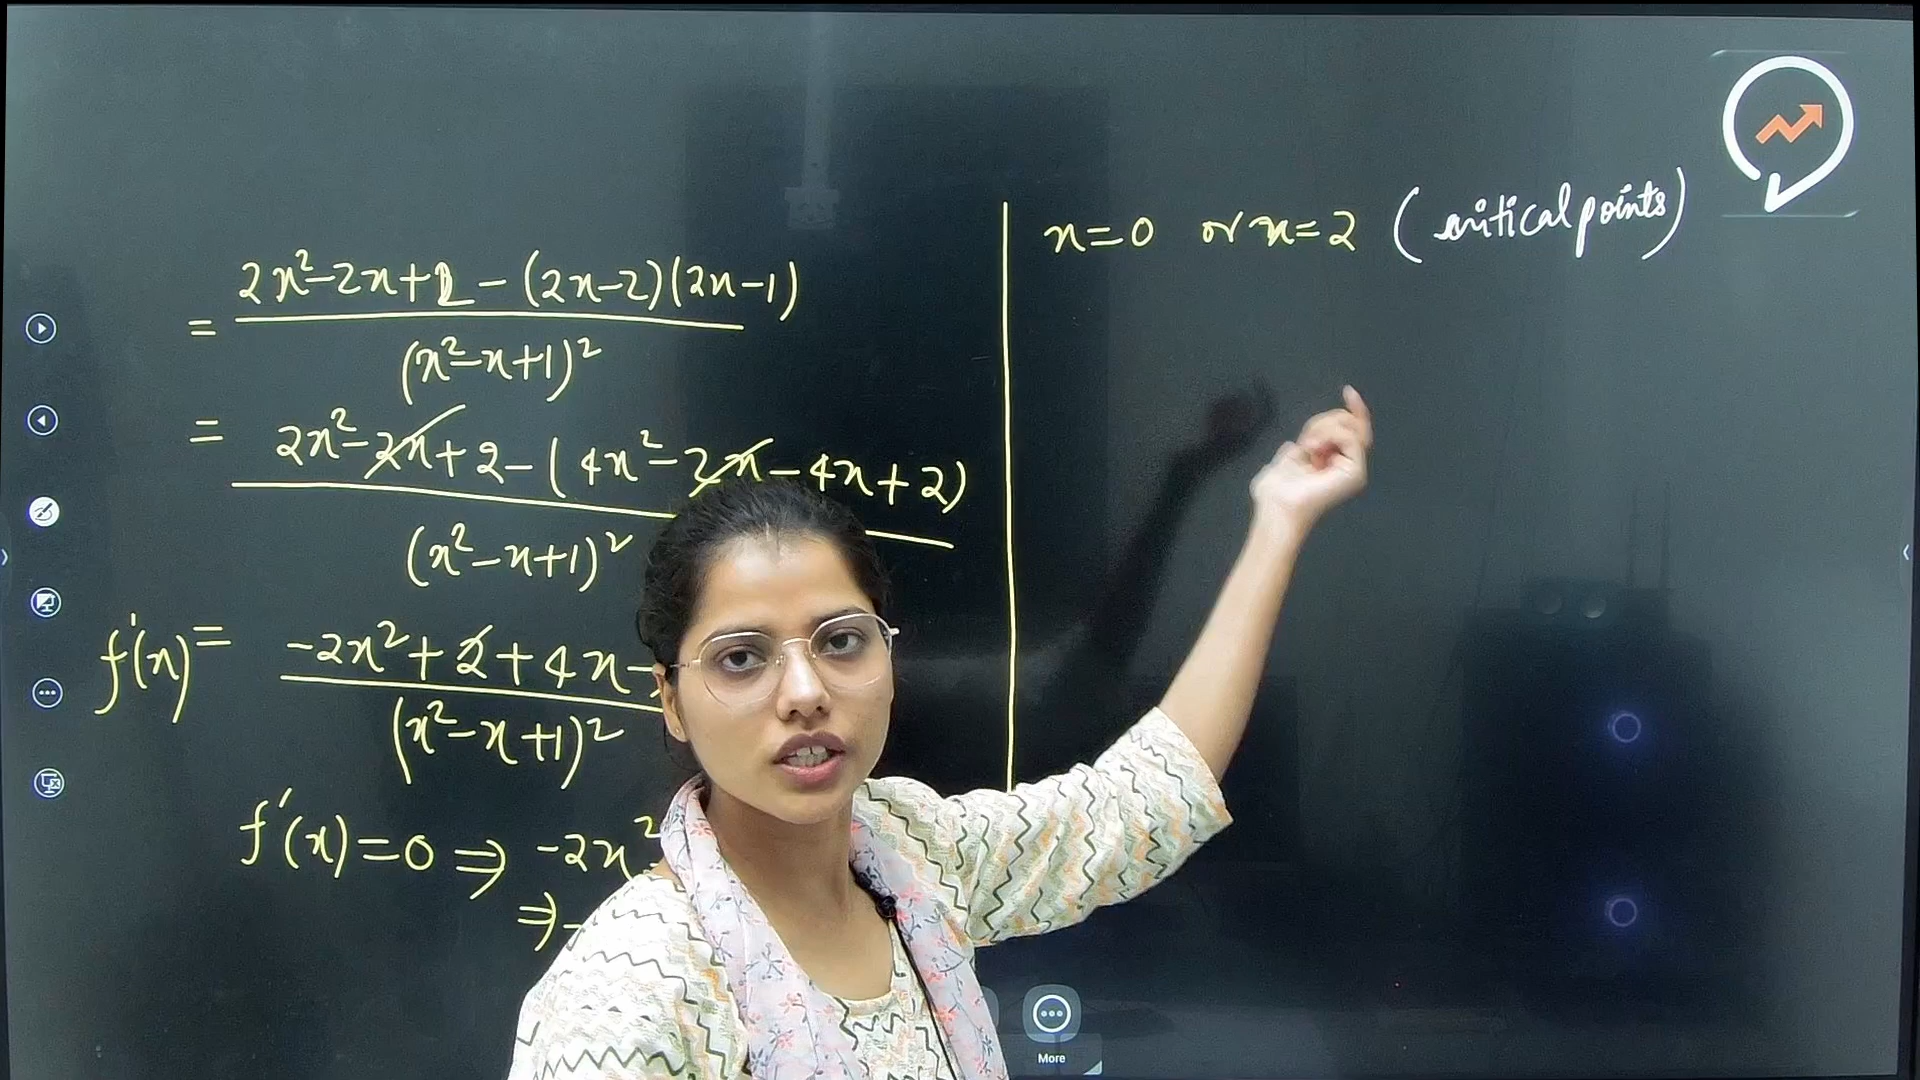 2x²-2x+2-(2x-2)(2x-1)
=
(x²-x+1)²
= 2x²-2x+2-(4x²-2x-4x+2)
(x²-x+1)²
f'(x)= -2x²+2+4x-
(x²-x+1)²
f'(x)=0 ⇒ -2x²
⇒ -
x=0 or x=2 (critical points)
More